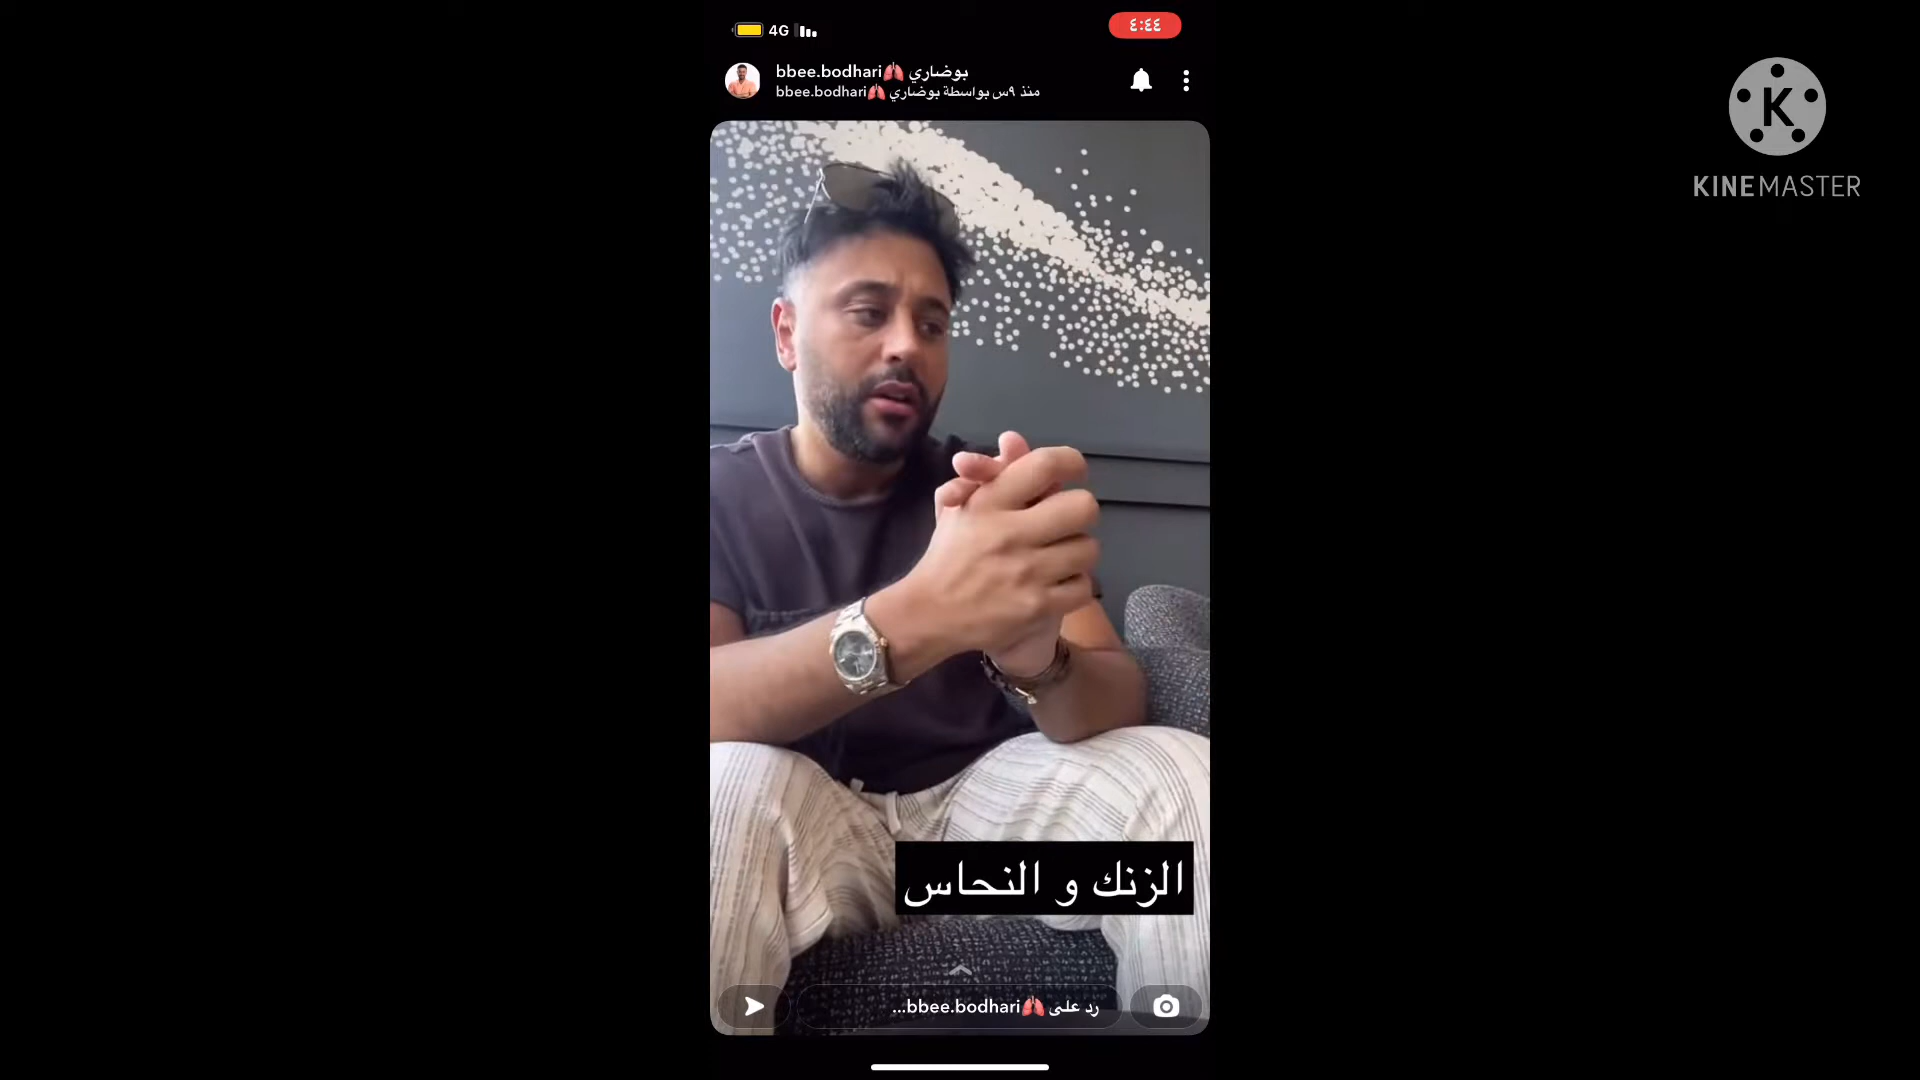 4G
٤:٤٤
bbee.bodhari🫁 بوضاري
منذ ٩س بواسطة بوضاري🫁 bbee.bodhari
KINEMASTER
الزنك و النحاس
رد على bbee.bodhari🫁...